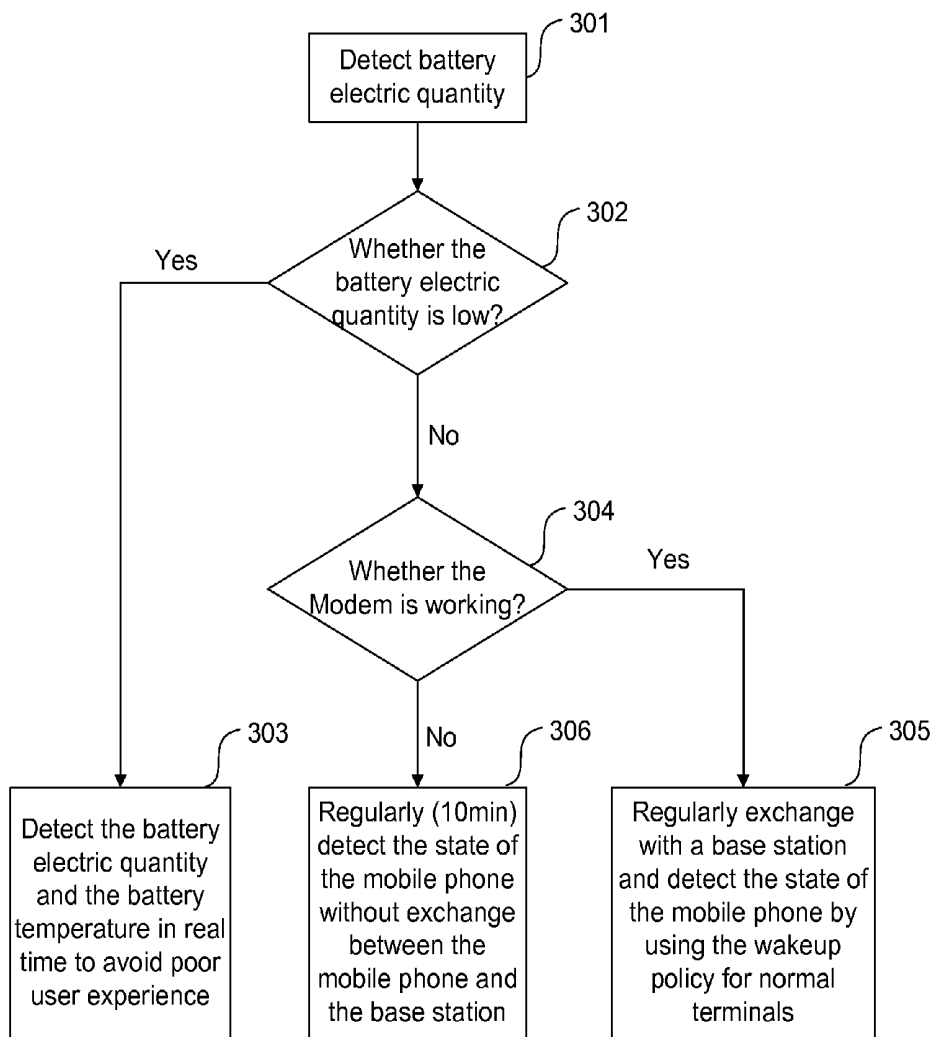 301
Detect battery
electric quantity
302
Whether the
battery electric
quantity is low?
Yes
No
304
Whether the
Modem is working?
Yes
No
303
Detect the battery
electric quantity
and the battery
temperature in real
time to avoid poor
user experience
306
Regularly (10min)
detect the state of
the mobile phone
without exchange
between the
mobile phone and
the base station
305
Regularly exchange
with a base station
and detect the state of
the mobile phone by
using the wakeup
policy for normal
terminals